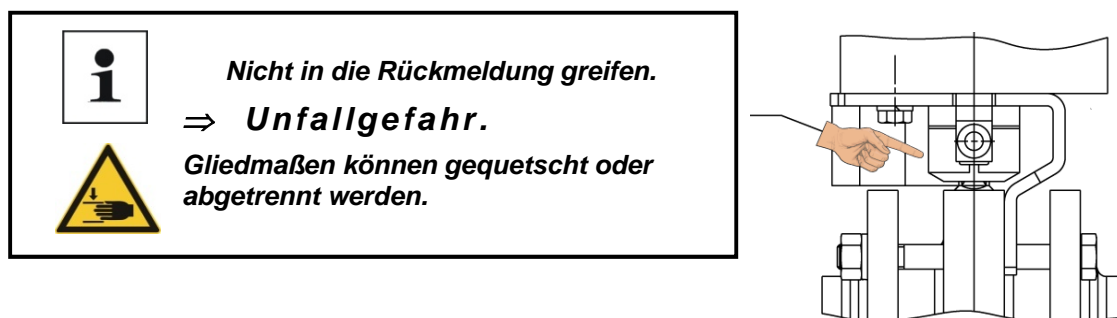 Nicht in die Rückmeldung greifen.
⇒ Unfallgefahr.
Gliedmaßen können gequetscht oder
abgetrennt werden.